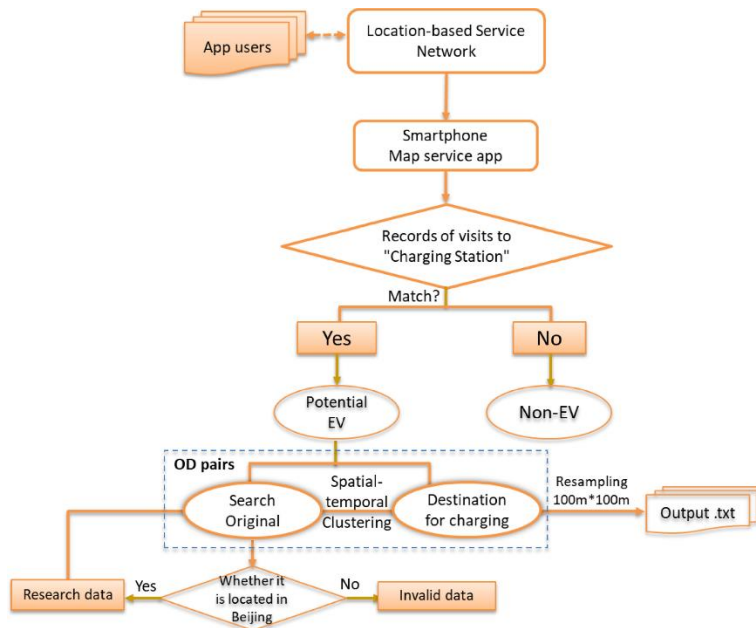 App users
Location-based Service
Network
Smartphone
Map service app
Records of visits to
"Charging Station"
Match?
Yes
No
Potential
EV
Non-EV
OD pairs
Search
Original
Spatial-
temporal
Clustering
Destination
for charging
Resampling
100m*100m
Output .txt
Research data
Yes
Whether it
is located in
Beijing
No
Invalid data